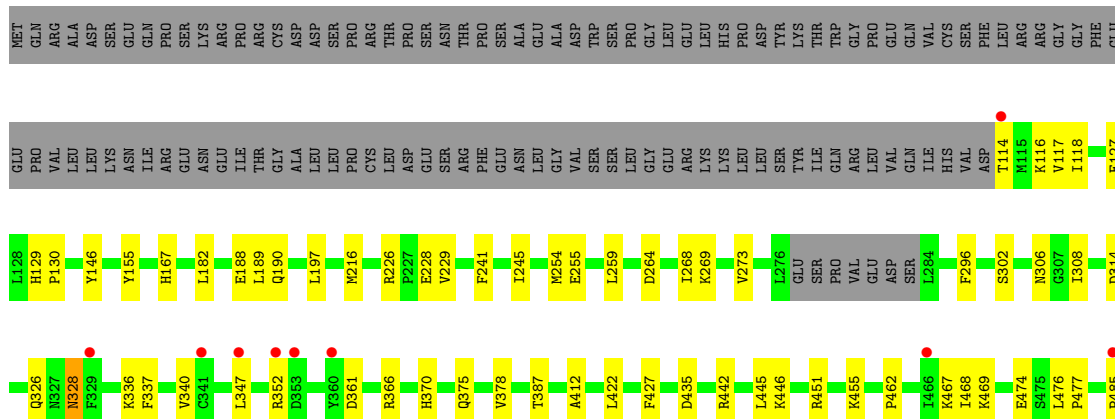 MET GLN ARG ALA ASP SER GLU GLN PRO SER LYS ARG PRO ARG CYS ASP ASP SER PRO ARG THR PRO SER ASN THR PRO SER ALA GLU ALA ASP TRP SER PRO GLY LEU GLU LEU HIS PRO ASP TYR LYS THR TRP GLY PRO GLU GLN VAL CYS SER PHE LEU ARG ARG GLY GLY PHE GLU
GLU PRO VAL LEU LEU LYS ASN ILE ARG GLU ASN GLU ILE THR GLY ALA LEU LEU PRO CYS LEU ASP GLU SER ARG PHE GLU ASN LEU GLY VAL SER SER LEU GLY GLU ARG LYS LYS LEU LEU SER TYR ILE GLN ARG LEU VAL GLN ILE HIS VAL ASP T114 M115 K116 V117 I118
L128 H129 P130 Y146 Y155 H167 L182 E188 L189 Q190 L197 M216 R226 P227 E228 V229 F241 I245 M254 E255 L259 D264 I268 K269 V273 L276 GLU SER PRO VAL GLU ASP SER L284 F296 S302 N306 G307 I308
Q326 N327 N328 F329 K336 F337 V340 C341 L347 R352 D353 Y360 D361 R366 H370 Q375 V378 T387 A412 L422 F427 D435 R442 L445 K446 R451 K455 P462 I466 K467 I468 K469 E474 S475 L476 P477